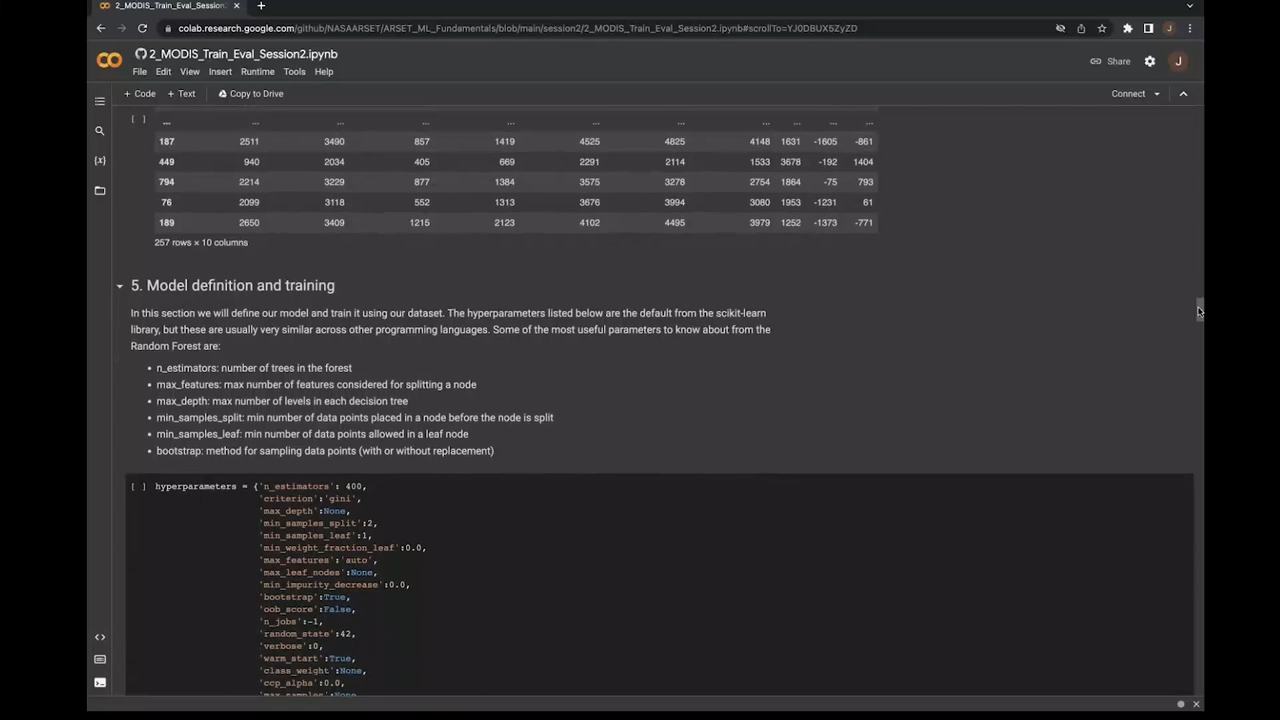 2_MODIS_Train_Eval_Session2.ipynb
colab.research.google.com/github/NASAARSET/ARSET_ML_Fundamentals/blob/main/session2/2_MODIS_Train_Eval_Session2.ipynb#scrollTo=YJ0DBUX5ZyZD
J
2_MODIS_Train_Eval_Session2.ipynb
File Edit View Insert Runtime Tools Help
Share J
+ Code + Text Copy to Drive Connect
[ ] ... ... ... ... ... ... ... ... ... ... ...
187 2511 3490 857 1419 4525 4825 4148 1631 -1605 -861
449 940 2034 405 669 2291 2114 1533 3678 -192 1404
794 2214 3229 877 1384 3575 3278 2754 1864 -75 793
76 2099 3118 552 1313 3676 3994 3080 1953 -1231 61
189 2650 3409 1215 2123 4102 4495 3979 1252 -1373 -771
257 rows × 10 columns
5. Model definition and training
In this section we will define our model and train it using our dataset. The hyperparameters listed below are the default from the scikit-learn
library, but these are usually very similar across other programming languages. Some of the most useful parameters to know about from the
Random Forest are:
• n_estimators: number of trees in the forest
• max_features: max number of features considered for splitting a node
• max_depth: max number of levels in each decision tree
• min_samples_split: min number of data points placed in a node before the node is split
• min_samples_leaf: min number of data points allowed in a leaf node
• bootstrap: method for sampling data points (with or without replacement)
[ ] hyperparameters = {'n_estimators': 400,
'criterion':'gini',
'max_depth':None,
'min_samples_split':2,
'min_samples_leaf':1,
'min_weight_fraction_leaf':0.0,
'max_features':'auto',
'max_leaf_nodes':None,
'min_impurity_decrease':0.0,
'bootstrap':True,
'oob_score':False,
'n_jobs':-1,
'random_state':42,
'verbose':0,
'warm_start':True,
'class_weight':None,
'ccp_alpha':0.0,
'max_samples':None